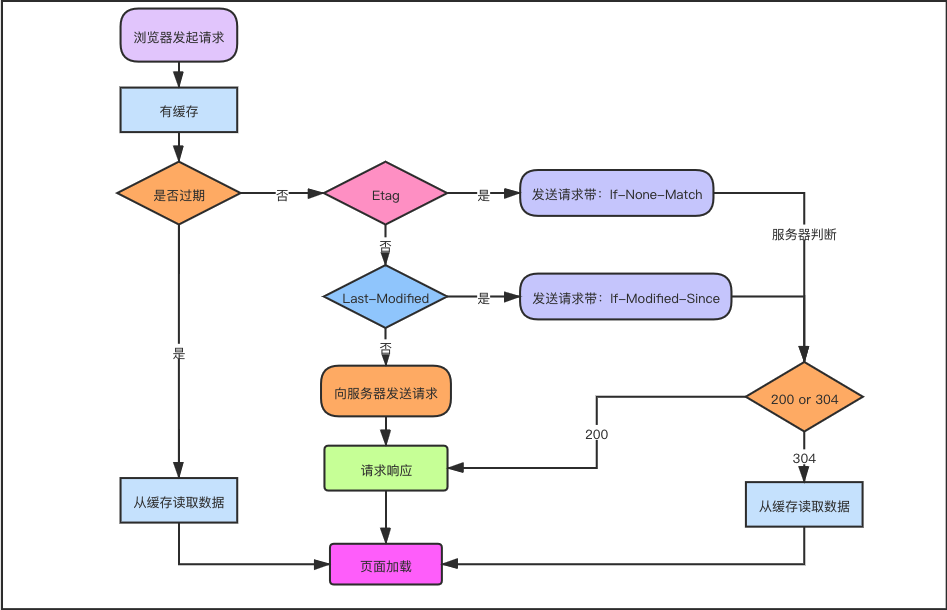 浏览器发起请求
有缓存
是否过期
否
Etag
是
发送请求带：If-None-Match
服务器判断
否
Last-Modified
是
发送请求带：If-Modified-Since
是
否
向服务器发送请求
200 or 304
200
304
请求响应
从缓存读取数据
从缓存读取数据
页面加载